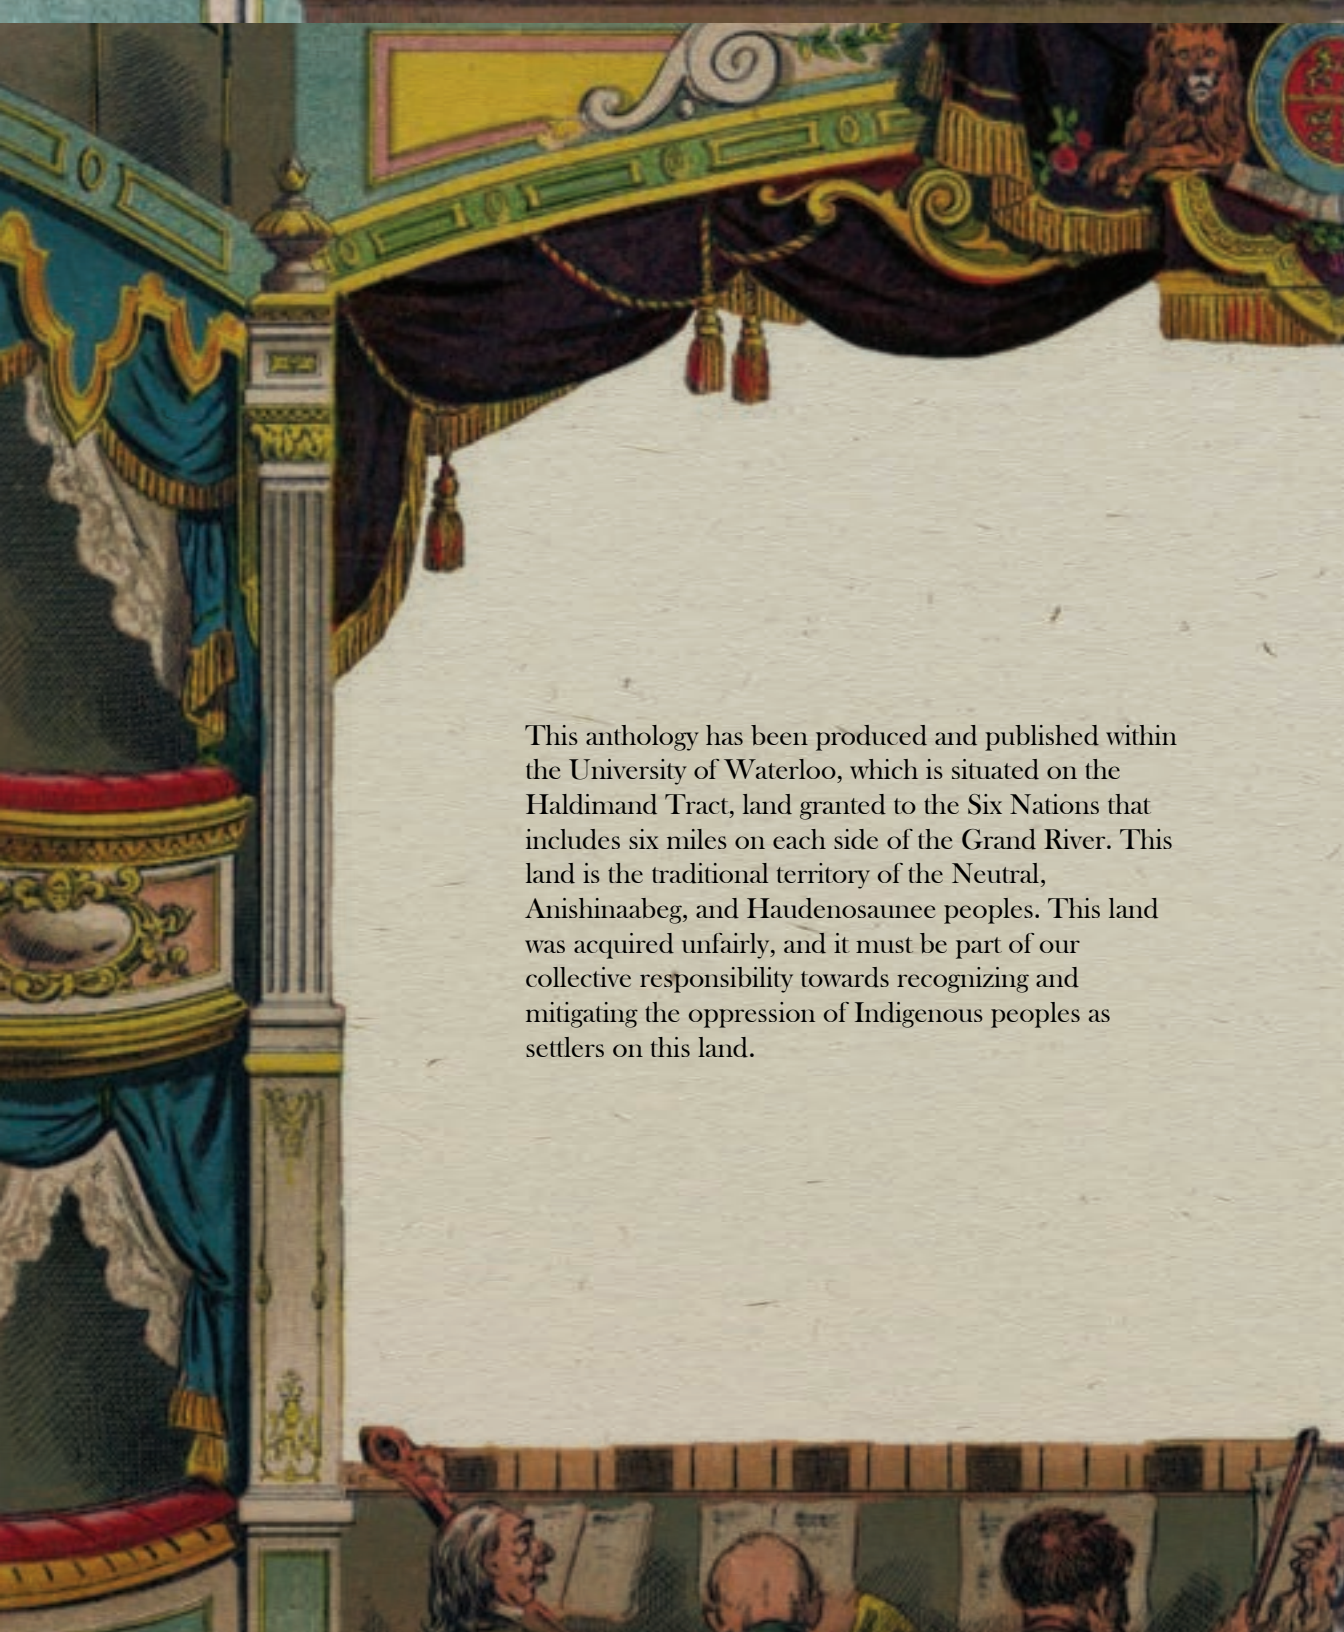 This anthology has been produced and published within
the University of Waterloo, which is situated on the
Haldimand Tract, land granted to the Six Nations that
includes six miles on each side of the Grand River. This
land is the traditional territory of the Neutral,
Anishinaabeg, and Haudenosaunee peoples. This land
was acquired unfairly, and it must be part of our
collective responsibility towards recognizing and
mitigating the oppression of Indigenous peoples as
settlers on this land.